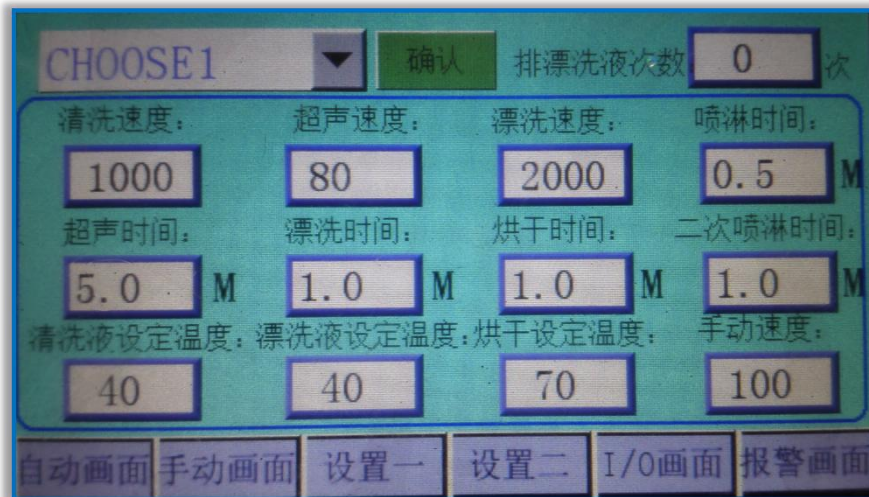 CHOOSE1 确认 排漂洗液次数 0 次
清洗速度: 超声速度: 漂洗速度: 喷淋时间:
1000 80 2000 0.5 M
超声时间: 漂洗时间: 烘干时间: 二次喷淋时间:
5.0 M 1.0 M 1.0 M 1.0 M
清洗液设定温度: 漂洗液设定温度: 烘干设定温度: 手动速度:
40 40 70 100
自动画面 手动画面 设置一 设置二 I/O画面 报警画面